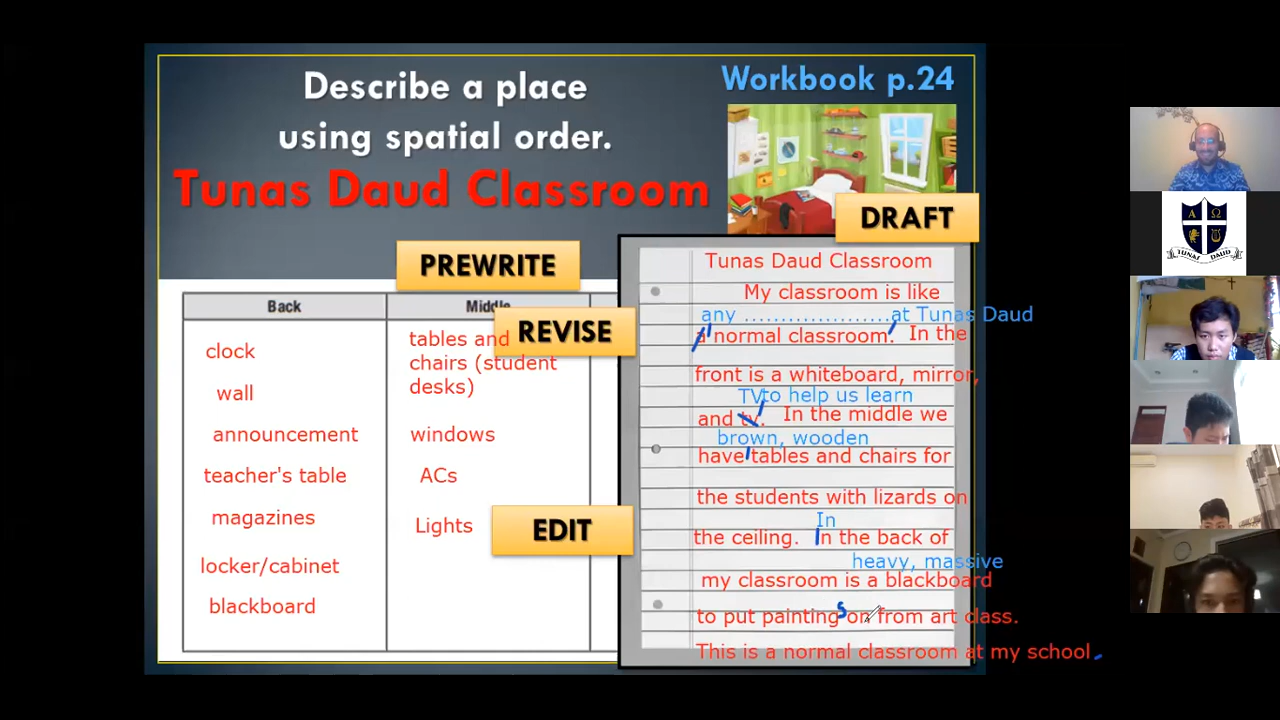 Describe a place
using spatial order.
Tunas Daud Classroom
Workbook p.24
DRAFT
PREWRITE
REVISE
EDIT
Back
Middle
clock
wall
announcement
teacher's table
magazines
locker/cabinet
blackboard
tables and
chairs (student
desks)
windows
ACs
Lights
Tunas Daud Classroom
My classroom is like
any ....................at Tunas Daud
a normal classroom. In the
front is a whiteboard, mirror,
TV to help us learn
and tv. In the middle we
brown, wooden
have tables and chairs for
the students with lizards on
In
the ceiling. In the back of
heavy, massive
my classroom is a blackboard
to put paintings on from art class.
This is a normal classroom at my school.
Α Ω
TUNAS DAUD